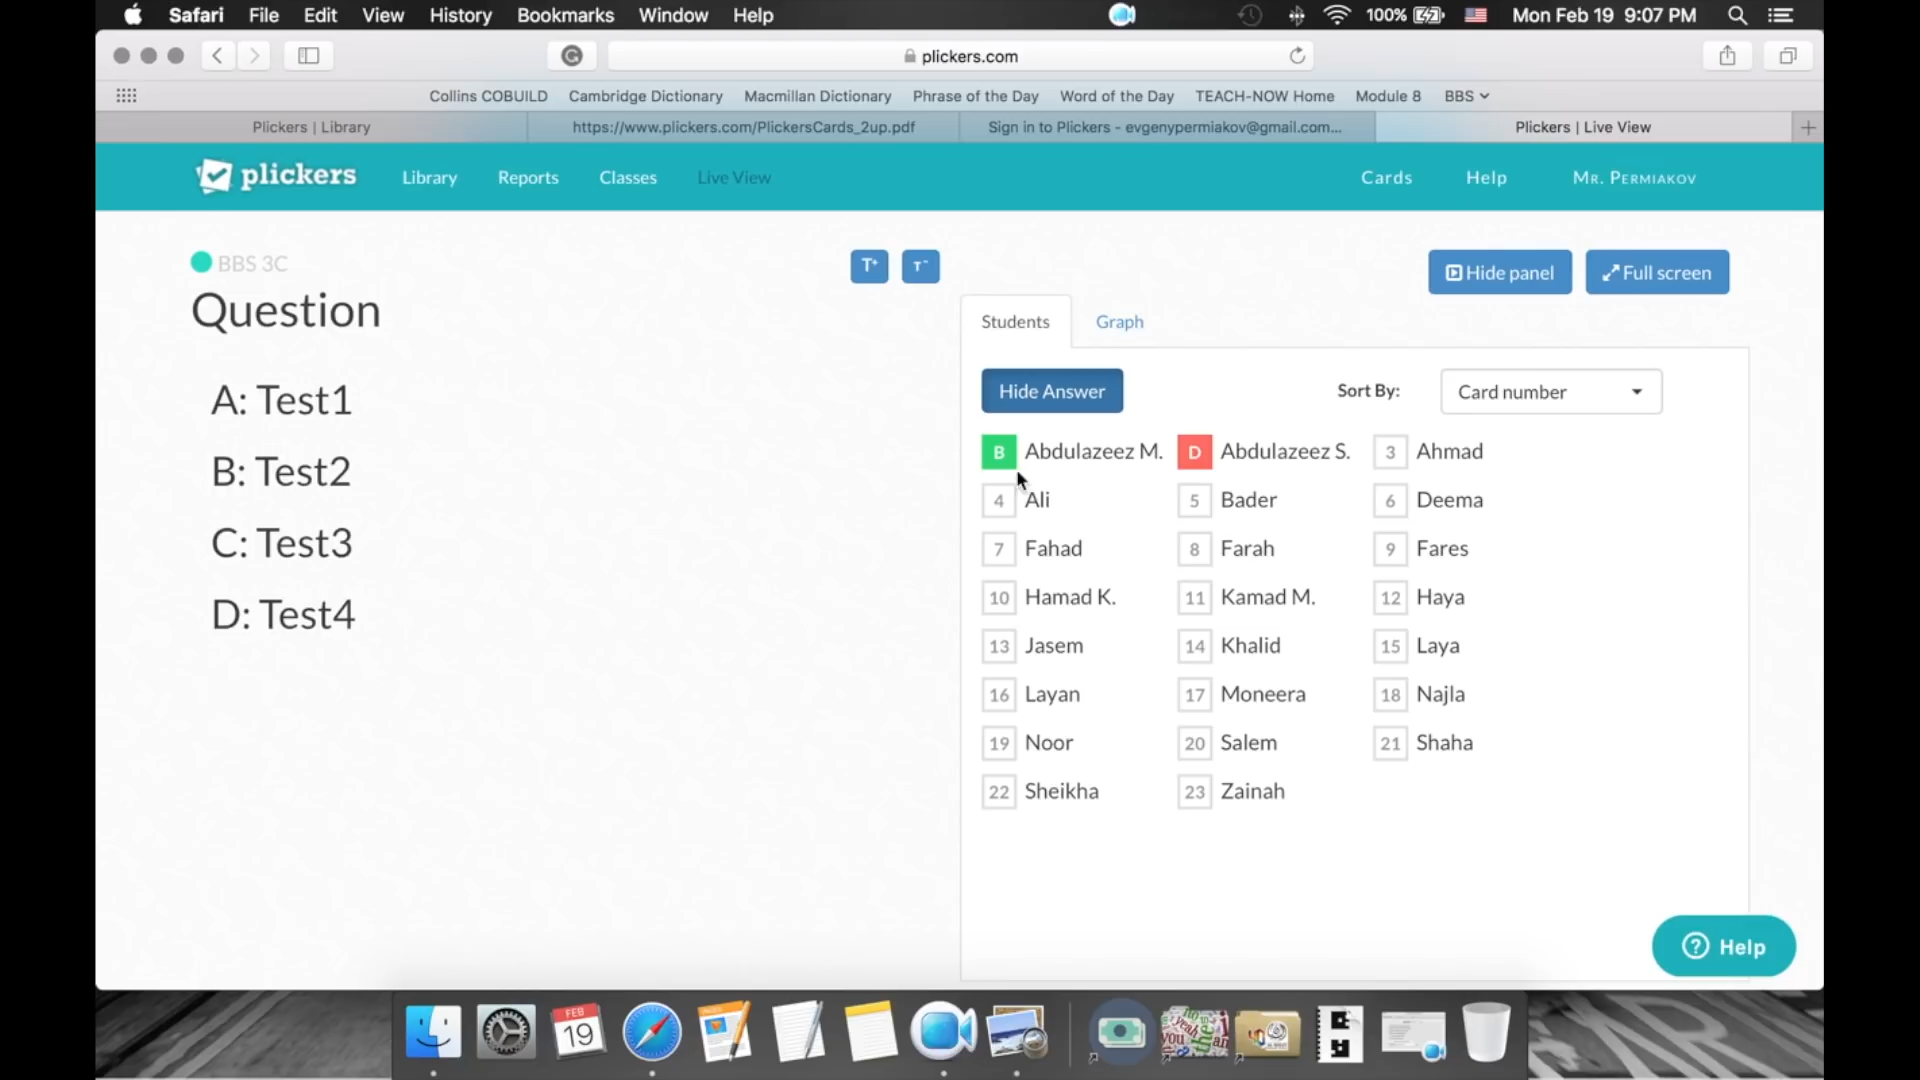 Safari File Edit View History Bookmarks Window Help 100% Mon Feb 19 9:07 PM
plickers.com
Collins COBUILD Cambridge Dictionary Macmillan Dictionary Phrase of the Day Word of the Day TEACH-NOW Home Module 8 BBS
Plickers | Library https://www.plickers.com/PlickersCards_2up.pdf Sign in to Plickers - evgenypermiakov@gmail.com... Plickers | Live View
plickers Library Reports Classes Live View Cards Help MR. PERMIAKOV
BBS 3C T+ T- Hide panel Full screen
Question
A: Test1
B: Test2
C: Test3
D: Test4
Students Graph
Hide Answer Sort By: Card number
B Abdulazeez M. D Abdulazeez S. 3 Ahmad
4 Ali 5 Bader 6 Deema
7 Fahad 8 Farah 9 Fares
10 Hamad K. 11 Kamad M. 12 Haya
13 Jasem 14 Khalid 15 Laya
16 Layan 17 Moneera 18 Najla
19 Noor 20 Salem 21 Shaha
22 Sheikha 23 Zainah
? Help
FEB
19
PAGES